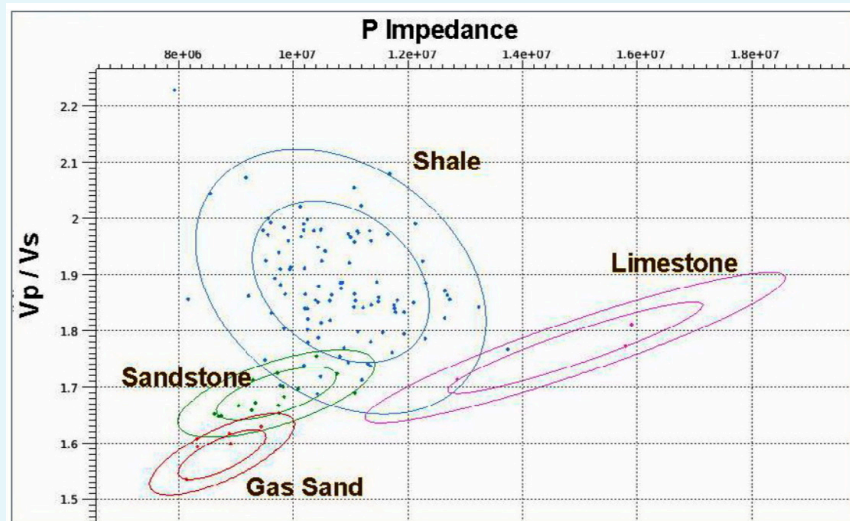 P Impedance
8e+06 1e+07 1.2e+07 1.4e+07 1.6e+07 1.8e+07
2.2
2.1
Shale
2
Vp / Vs
1.9
Limestone
1.8
1.7
Sandstone
1.6
Gas Sand
1.5